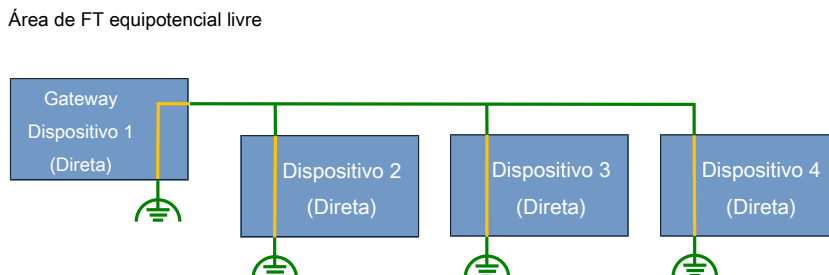 Área de FT equipotencial livre
Gateway
Dispositivo 1
(Direta)
Dispositivo 2
(Direta)
Dispositivo 3
(Direta)
Dispositivo 4
(Direta)